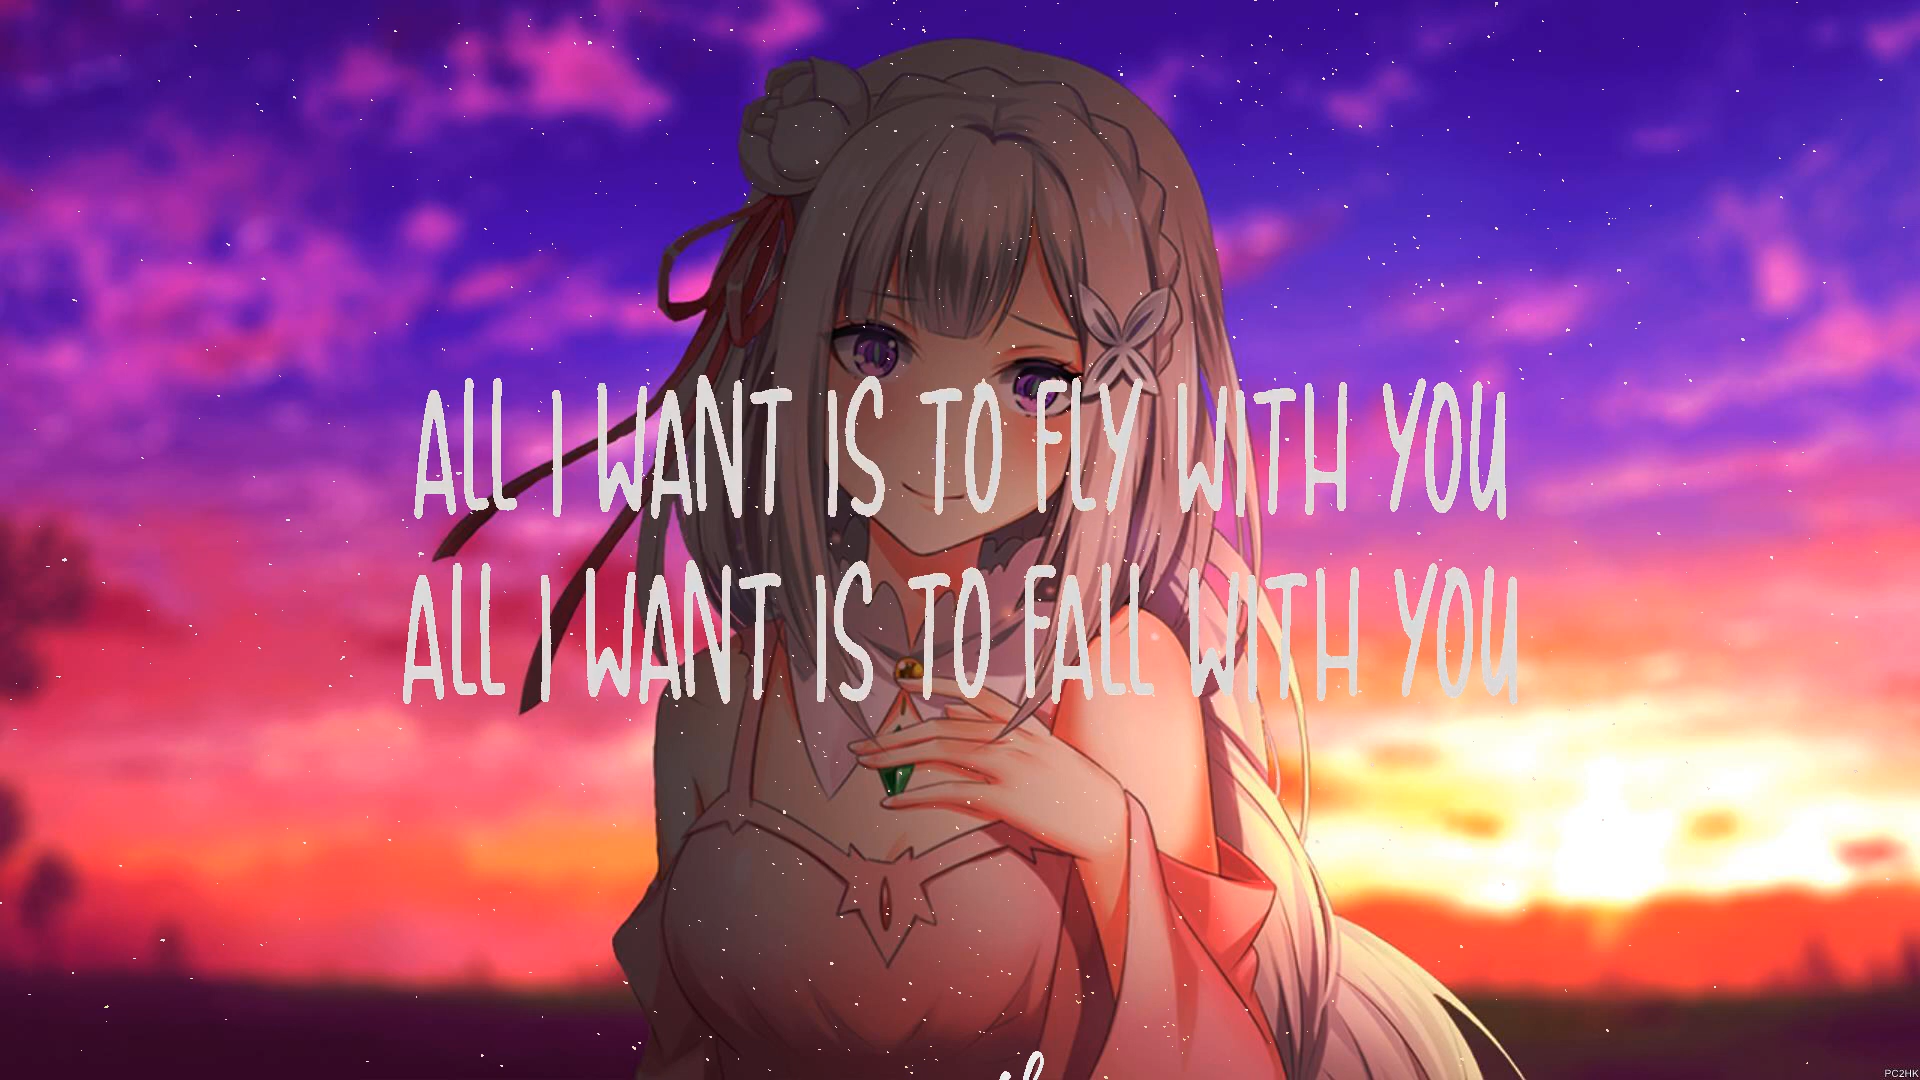 ALL I WANT IS TO FLY WITH YOU
ALL I WANT IS TO FALL WITH YOU
PC2HK